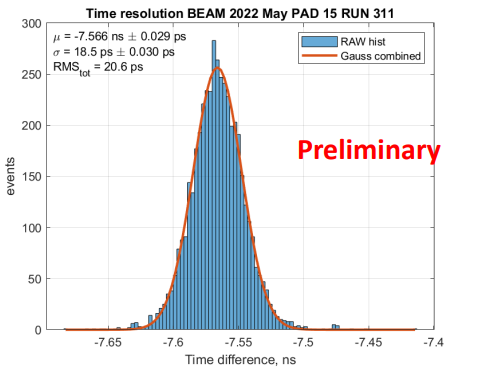 Time resolution BEAM 2022 May PAD 15 RUN 311
μ = -7.566 ns ± 0.029 ps
σ = 18.5 ps ± 0.030 ps
RMS_tot = 20.6 ps
RAW hist
Gauss combined
Preliminary
events
300
250
200
150
100
50
0
-7.65
-7.6
-7.55
-7.5
-7.45
-7.4
Time difference, ns